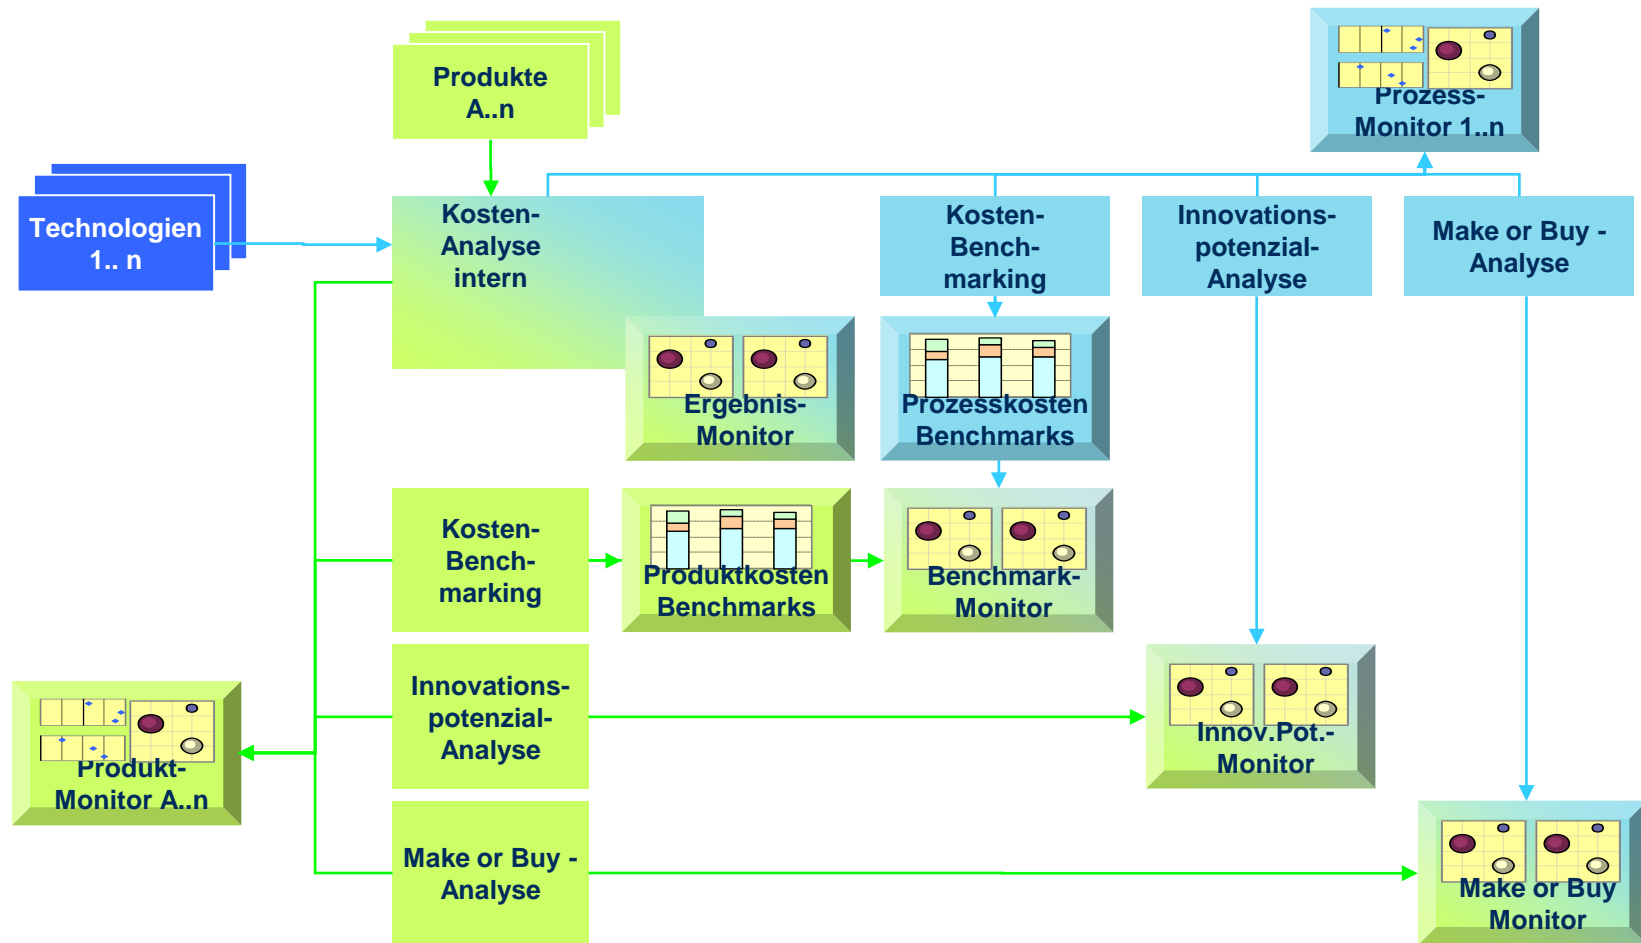 Produkte
A..n
Prozess-
Monitor 1..n
Technologien
1.. n
Kosten-
Analyse
intern
Kosten-
Bench-
marking
Innovations-
potenzial-
Analyse
Make or Buy -
Analyse
Ergebnis-
Monitor
Prozesskosten
Benchmarks
Kosten-
Bench-
marking
Produktkosten
Benchmarks
Benchmark-
Monitor
Innovations-
potenzial-
Analyse
Innov.Pot.-
Monitor
Produkt-
Monitor A..n
Make or Buy -
Analyse
Make or Buy
Monitor